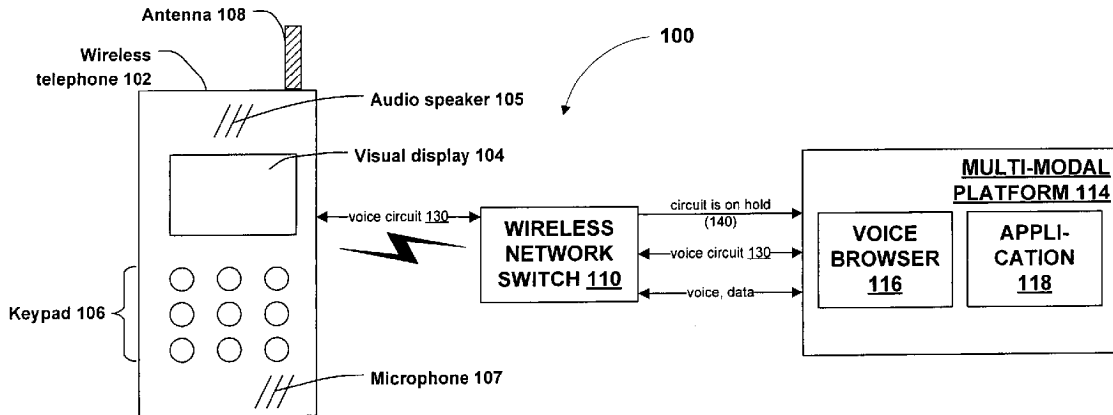 Antenna 108
100
Wireless
telephone 102
Audio speaker 105
Visual display 104
voice circuit 130
WIRELESS
NETWORK
SWITCH 110
circuit is on hold
(140)
voice circuit 130
voice, data
MULTI-MODAL
PLATFORM 114
VOICE
BROWSER
116
APPLI-
CATION
118
Keypad 106
Microphone 107